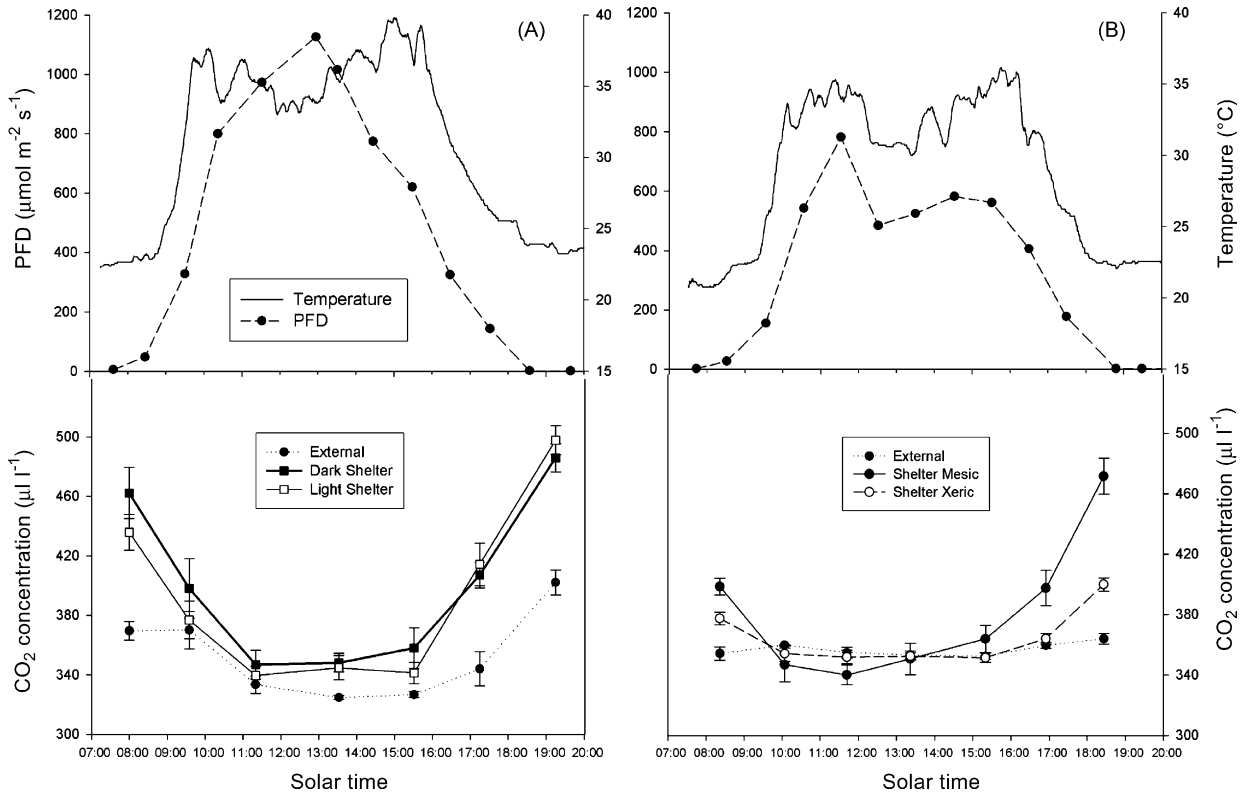 (A)
(B)
PFD (μmol m⁻² s⁻¹)
1200
1000
800
600
400
200
0
40
35
30
25
20
15
Temperature
PFD
1200
1000
800
600
400
200
0
40
35
30
25
20
15
Temperature (°C)
CO₂ concentration (μl l⁻¹)
500
460
420
380
340
300
External
Dark Shelter
Light Shelter
07:00 08:00 09:00 10:00 11:00 12:00 13:00 14:00 15:00 16:00 17:00 18:00 19:00 20:00
Solar time
External
Shelter Mesic
Shelter Xeric
500
460
420
380
340
300
CO₂ concentration (μl l⁻¹)
07:00 08:00 09:00 10:00 11:00 12:00 13:00 14:00 15:00 16:00 17:00 18:00 19:00 20:00
Solar time